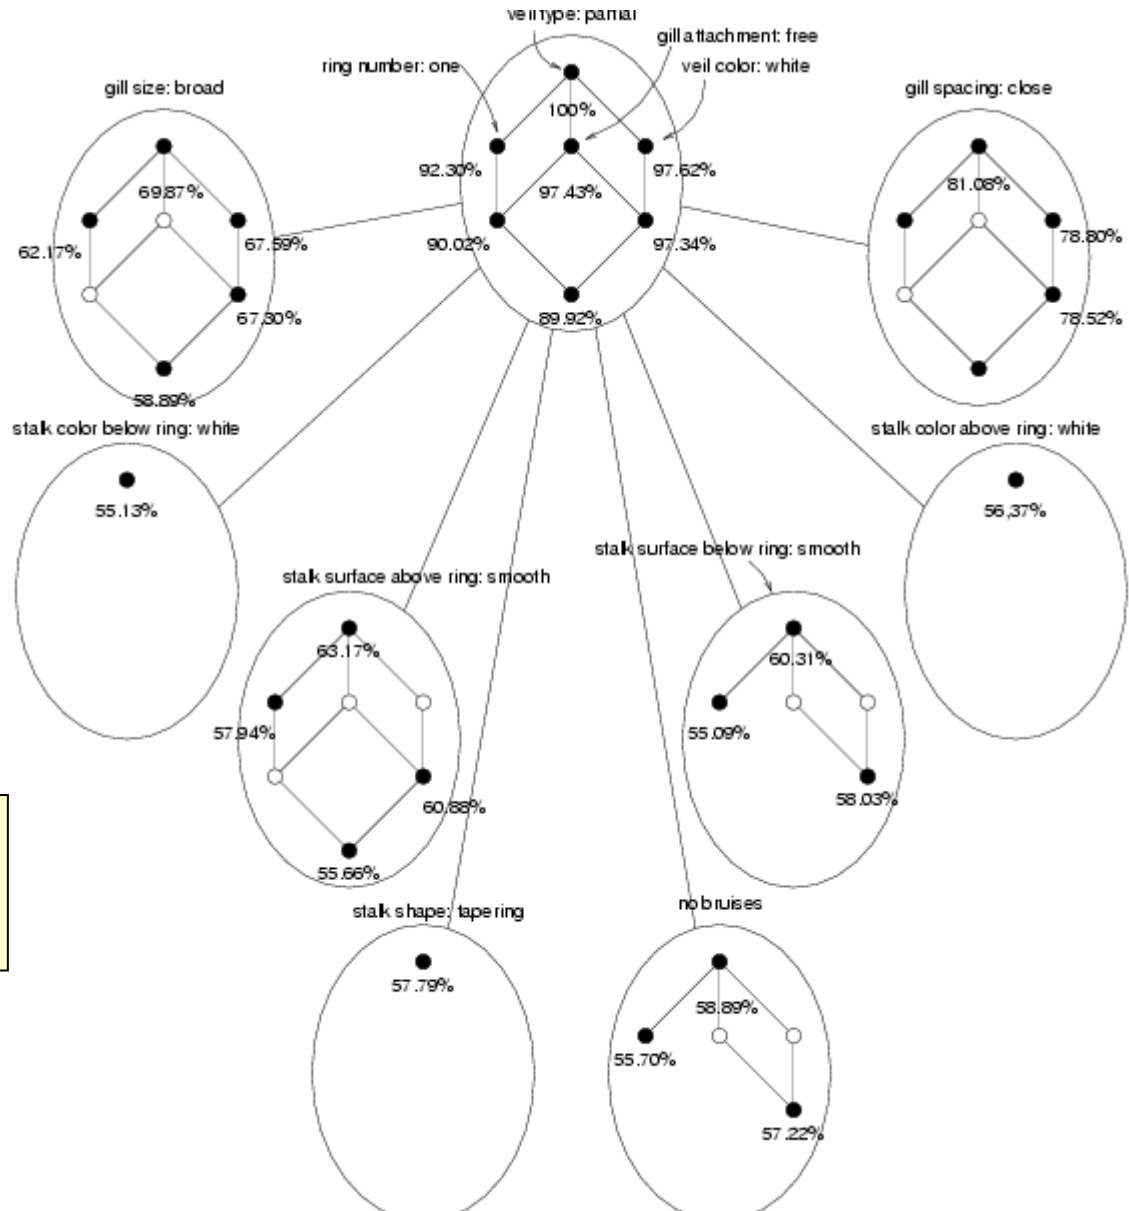 veil type: partial
gill attachment: free
ring number: one
veil color: white
gill size: broad
gill spacing: close
100%
92.30%
97.62%
97.43%
69.87%
81.08%
62.17%
67.59%
90.02%
97.34%
78.80%
67.30%
89.92%
78.52%
58.89%
stalk color below ring: white
stalk color above ring: white
55.13%
56,37%
stalk surface below ring: smooth
stalk surface above ring: smooth
63.17%
60.31%
57.94%
55.09%
60.88%
58.03%
55.66%
stalk shape: tapering
no bruises
57.79%
58.89%
55.70%
57.22%